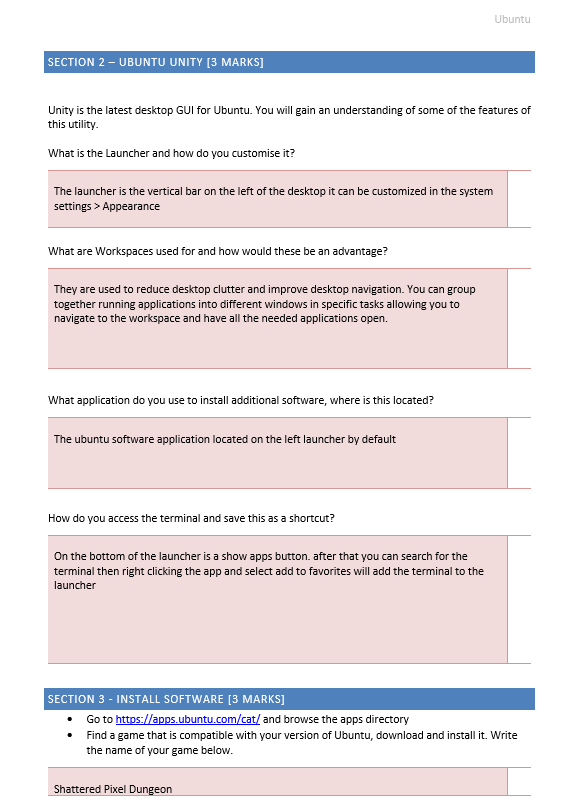 Ubuntu
SECTION 2 – UBUNTU UNITY [3 MARKS]
Unity is the latest desktop GUI for Ubuntu. You will gain an understanding of some of the features of
this utility.
What is the Launcher and how do you customise it?
The launcher is the vertical bar on the left of the desktop it can be customized in the system
settings > Appearance
What are Workspaces used for and how would these be an advantage?
They are used to reduce desktop clutter and improve desktop navigation. You can group
together running applications into different windows in specific tasks allowing you to
navigate to the workspace and have all the needed applications open.
What application do you use to install additional software, where is this located?
The ubuntu software application located on the left launcher by default
How do you access the terminal and save this as a shortcut?
On the bottom of the launcher is a show apps button. after that you can search for the
terminal then right clicking the app and select add to favorites will add the terminal to the
launcher
SECTION 3 - INSTALL SOFTWARE [3 MARKS]
• Go to https://apps.ubuntu.com/cat/ and browse the apps directory
• Find a game that is compatible with your version of Ubuntu, download and install it. Write
the name of your game below.
Shattered Pixel Dungeon